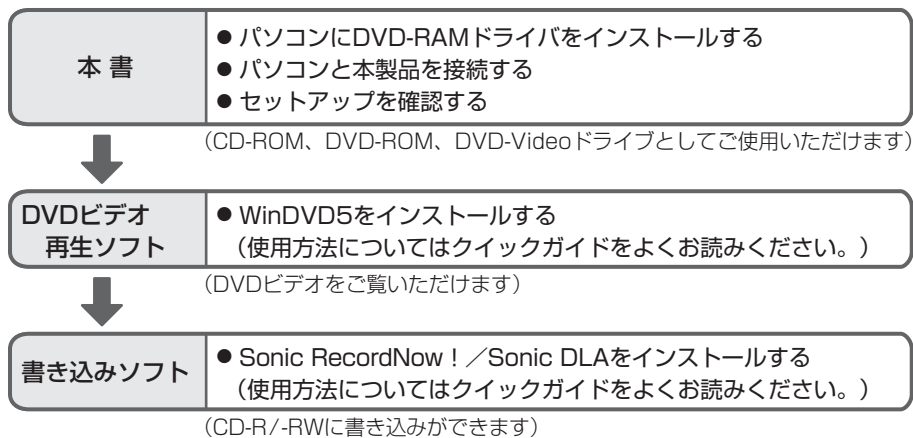 本 書
● パソコンにDVD-RAMドライバをインストールする
● パソコンと本製品を接続する
● セットアップを確認する
（CD-ROM、DVD-ROM、DVD-Videoドライブとしてご使用いただけます）
DVDビデオ
再生ソフト
● WinDVD5をインストールする
（使用方法についてはクイックガイドをよくお読みください。）
（DVDビデオをご覧いただけます）
書き込みソフト
● Sonic RecordNow！／Sonic DLAをインストールする
（使用方法についてはクイックガイドをよくお読みください。）
（CD-R/-RWに書き込みができます）